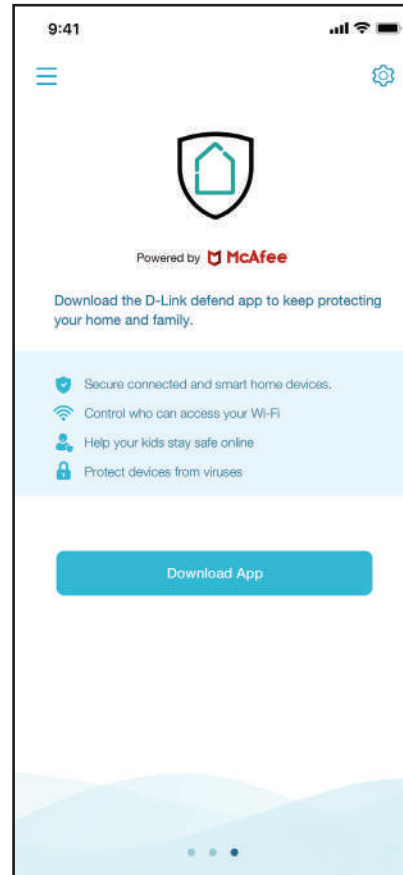 9:41
Powered by McAfee
Download the D-Link defend app to keep protecting
your home and family.
Secure connected and smart home devices.
Control who can access your Wi-Fi
Help your kids stay safe online
Protect devices from viruses
Download App